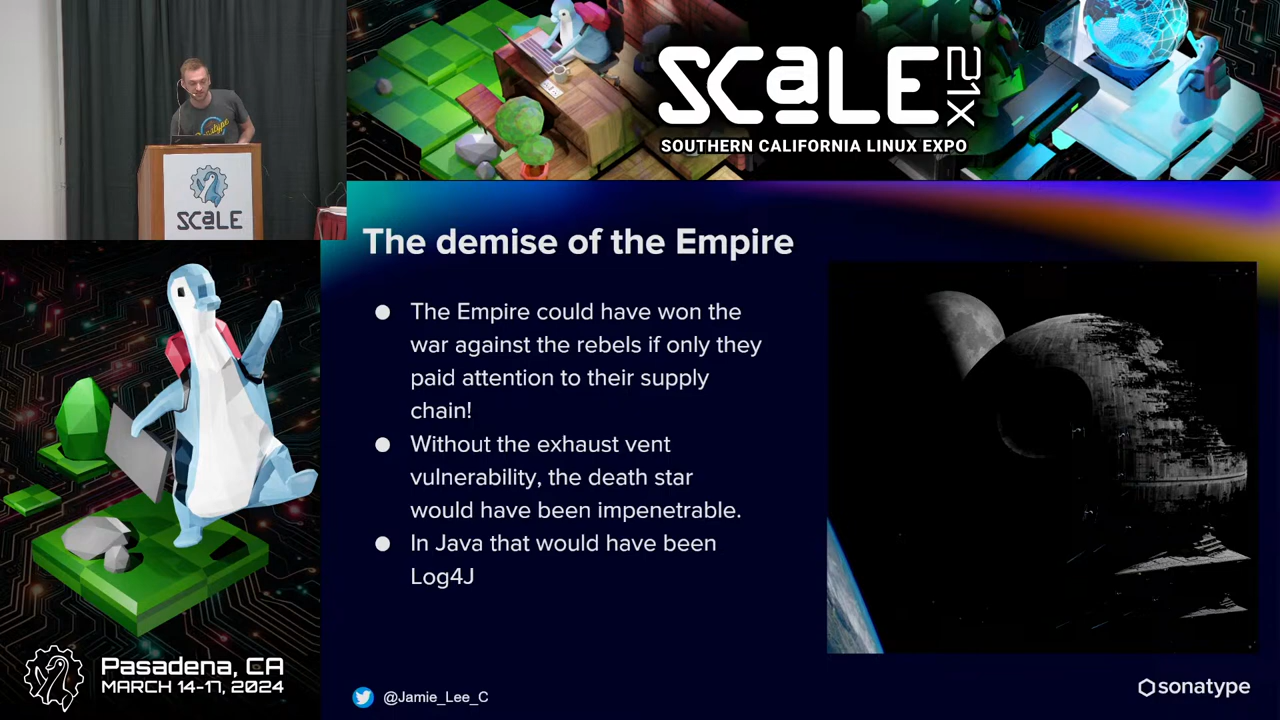 SCALE 21X
SOUTHERN CALIFORNIA LINUX EXPO
SCALE
The demise of the Empire
● The Empire could have won the
war against the rebels if only they
paid attention to their supply
chain!
● Without the exhaust vent
vulnerability, the death star
would have been impenetrable.
● In Java that would have been
Log4J
Pasadena, CA
MARCH 14-17, 2024
@Jamie_Lee_C
sonatype